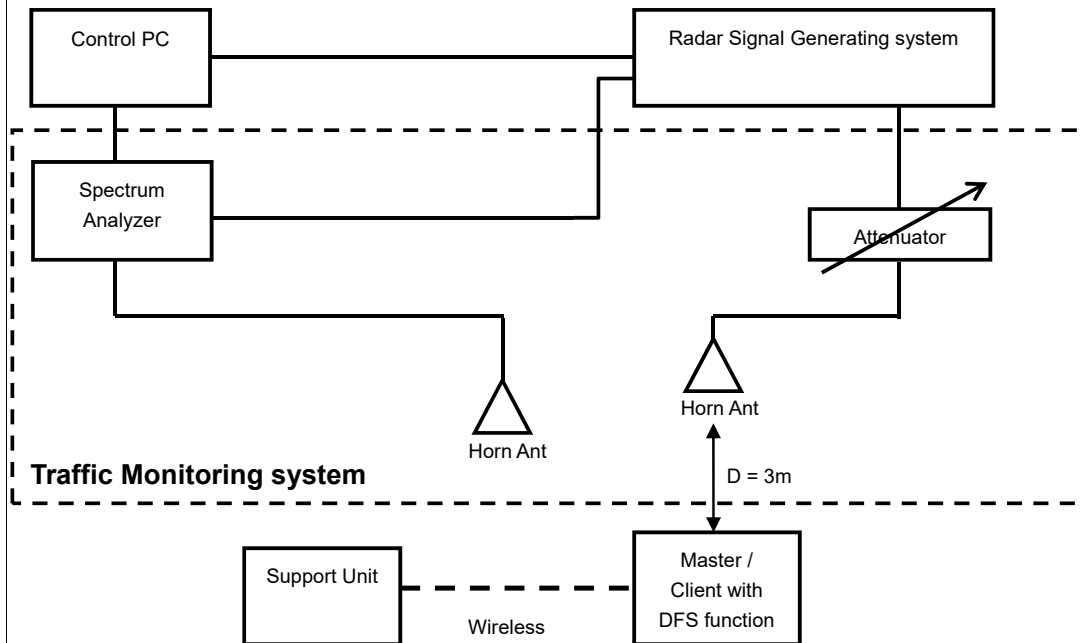 Control PC
Radar Signal Generating system
Spectrum
Analyzer
Attenuator
Horn Ant
Horn Ant
Traffic Monitoring system
D = 3m
Support Unit
Wireless
Master /
Client with
DFS function